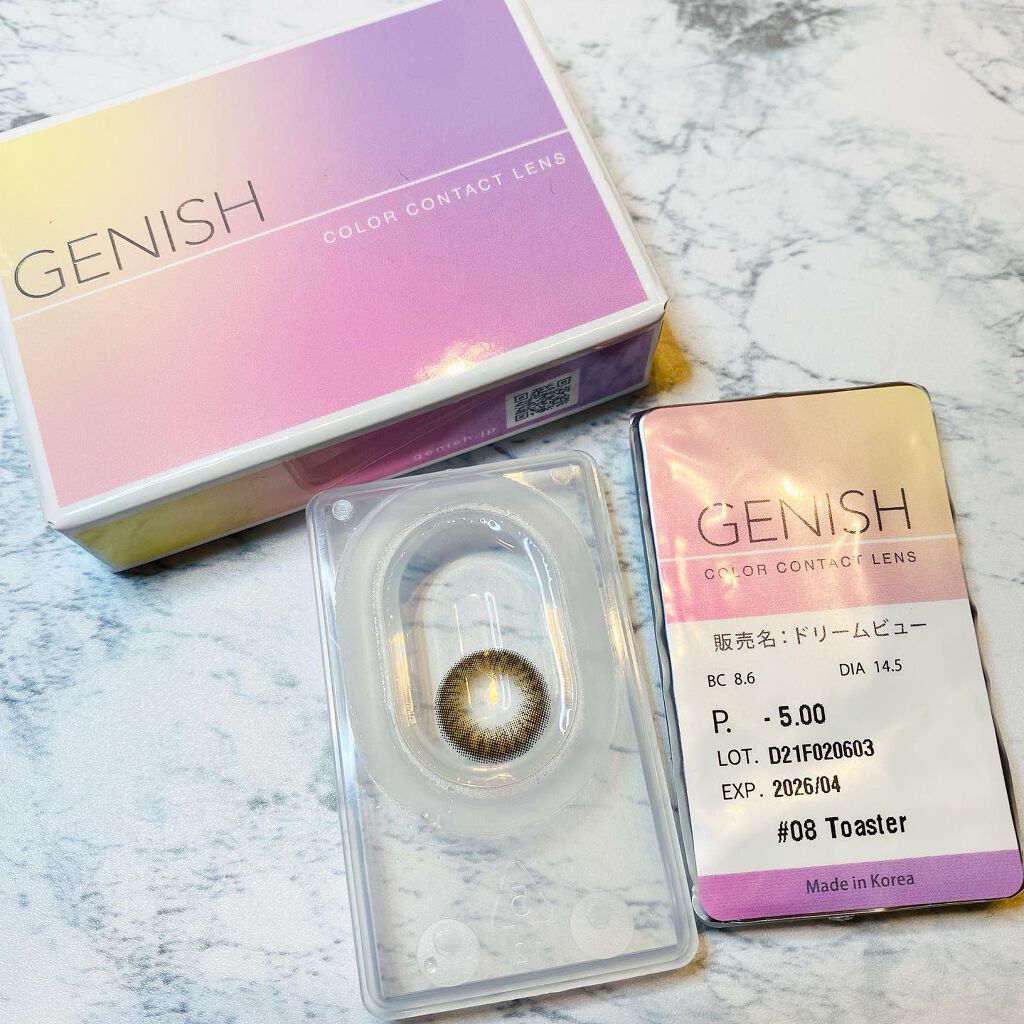 GENISH
COLOR CONTACT LENS
genish.jp
GENISH
COLOR CONTACT LENS
販売名：ドリームビュー
BC 8.6 DIA 14.5
P. - 5.00
LOT. D21F020603
EXP. 2026/04
#08 Toaster
Made in Korea